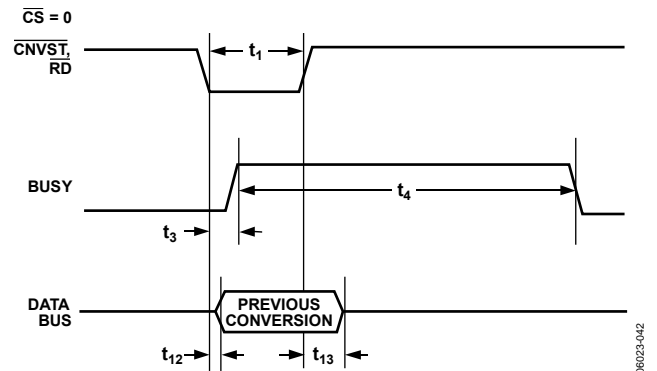 CS = 0
CNVST,
RD
t1
BUSY
t4
t3
DATA
BUS
PREVIOUS
CONVERSION
t12
t13
06023-042